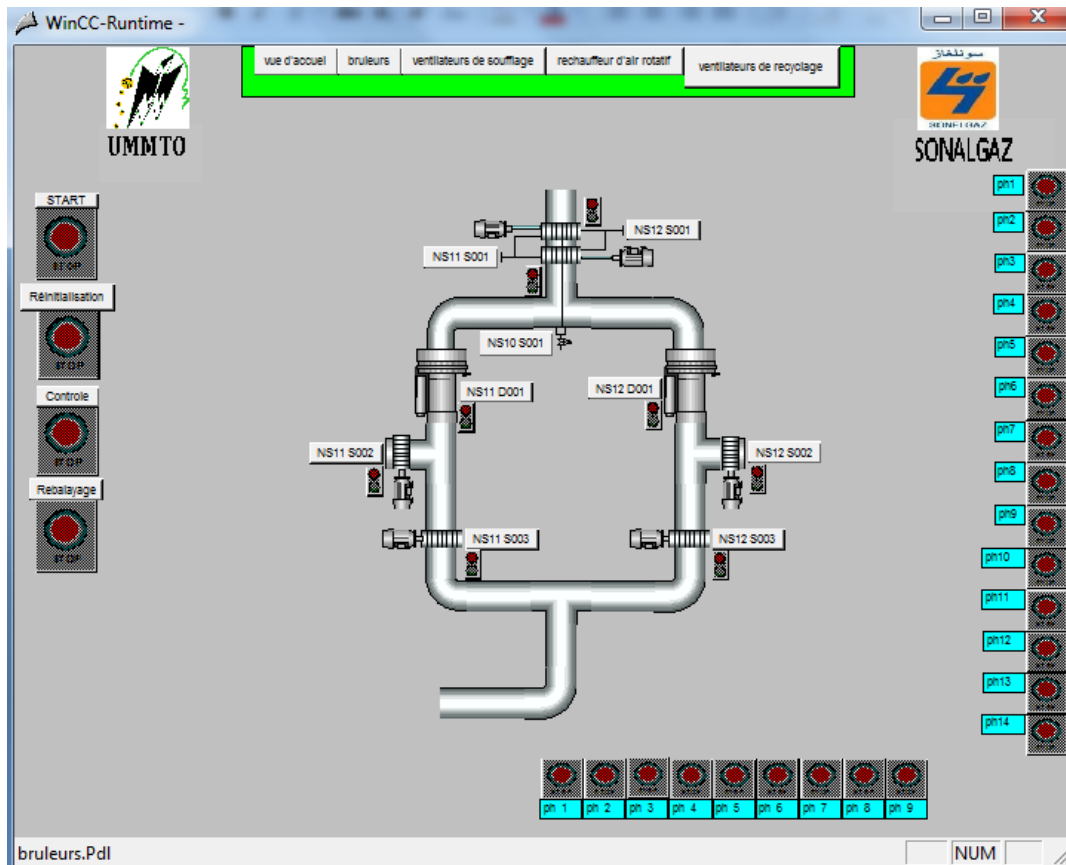 WinCC-Runtime -
vue d'accuel
bruleurs
ventilateurs de soufflage
rechauffeur d'air rotatif
ventilateurs de recyclage
UMMTO
سونلغاز
SONELGAZ
SONALGAZ
START
STOP
Réinitialisation
STOP
Controle
STOP
Rebalayage
STOP
NS12 S001
NS11 S001
NS10 S001
NS11 D001
NS12 D001
NS11 S002
NS12 S002
NS11 S003
NS12 S003
ph1
ph2
ph3
ph4
ph5
ph6
ph7
ph8
ph9
ph10
ph11
ph12
ph13
ph14
ph 1
ph 2
ph 3
ph 4
ph 5
ph 6
ph 7
ph 8
ph 9
bruleurs.Pdl
NUM